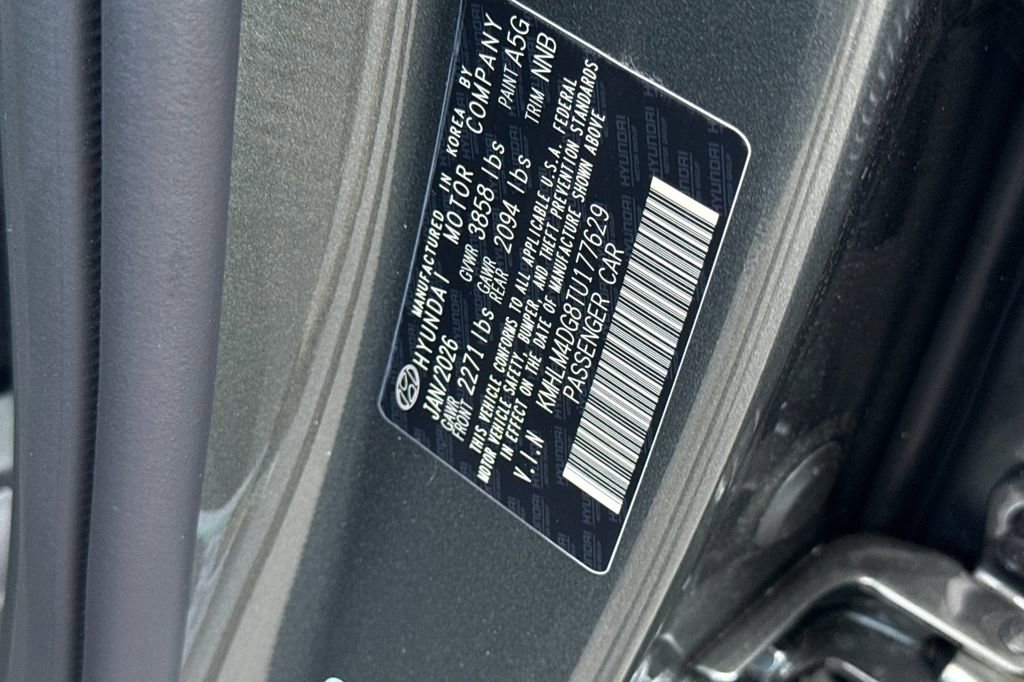 MANUFACTURED IN KOREA BY
HYUNDAI MOTOR COMPANY
JAN/2026 GVWR 3858 lbs PAINT A5G
GAWR FRONT 2271 lbs GAWR REAR 2094 lbs TRIM NNB
THIS VEHICLE CONFORMS TO ALL APPLICABLE U.S.A. FEDERAL
MOTOR VEHICLE SAFETY, BUMPER, AND THEFT PREVENTION STANDARDS
IN EFFECT ON THE DATE OF MANUFACTURE SHOWN ABOVE
V.I.N KMHLM4DG8TU177629
PASSENGER CAR